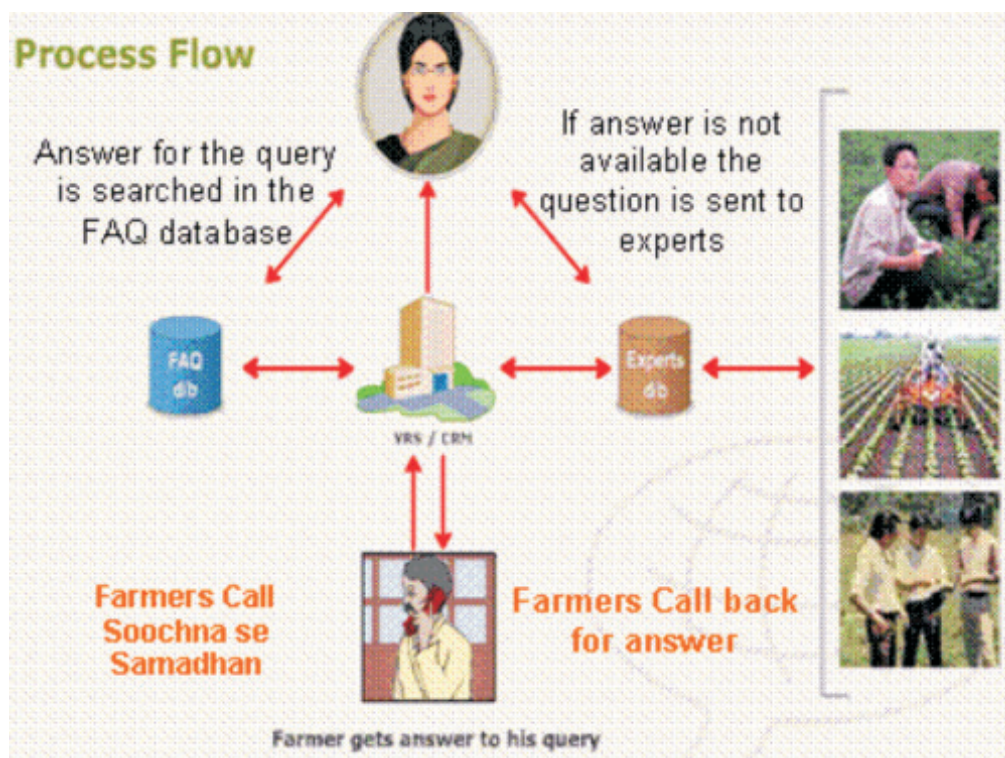 Process Flow
Answer for the query
is searched in the
FAQ database
If answer is not
available the
question is sent to
experts
FAQ
db
Experts
db
VRS / CRM
Farmers Call
Soochna se
Samadhan
Farmers Call back
for answer
Farmer gets answer to his query